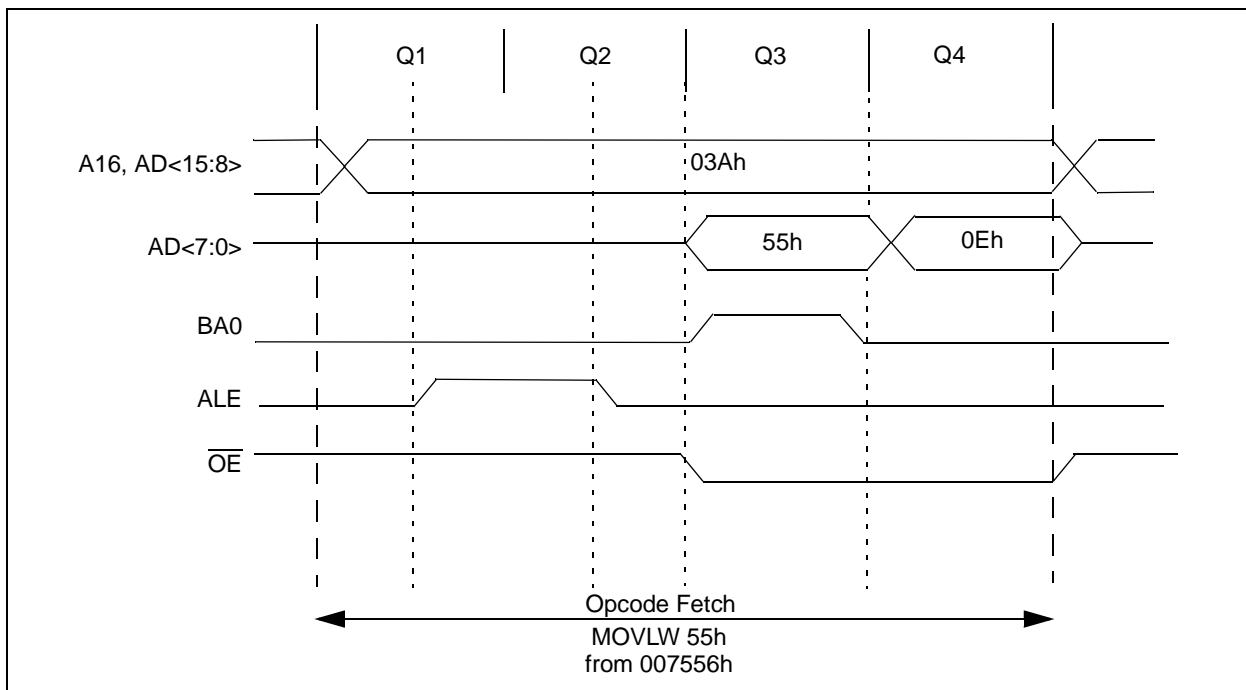 Q1 Q2 Q3 Q4
A16, AD<15:8> 03Ah
AD<7:0> 55h 0Eh
BA0
ALE
OE
Opcode Fetch
MOVLW 55h
from 007556h